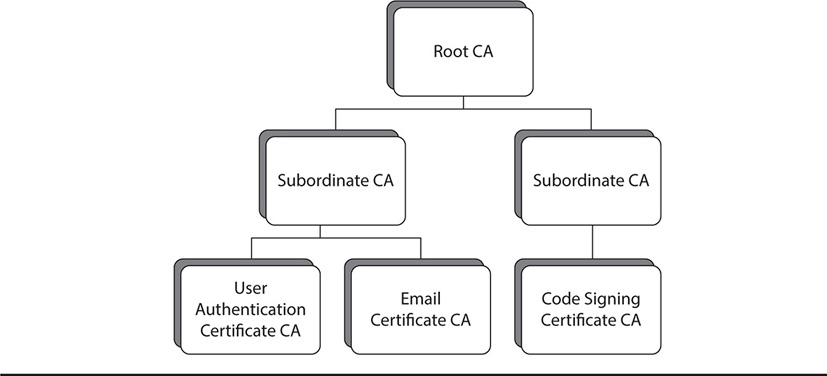 Root CA
Subordinate CA
Subordinate CA
User
Authentication
Certificate CA
Email
Certificate CA
Code Signing
Certificate CA